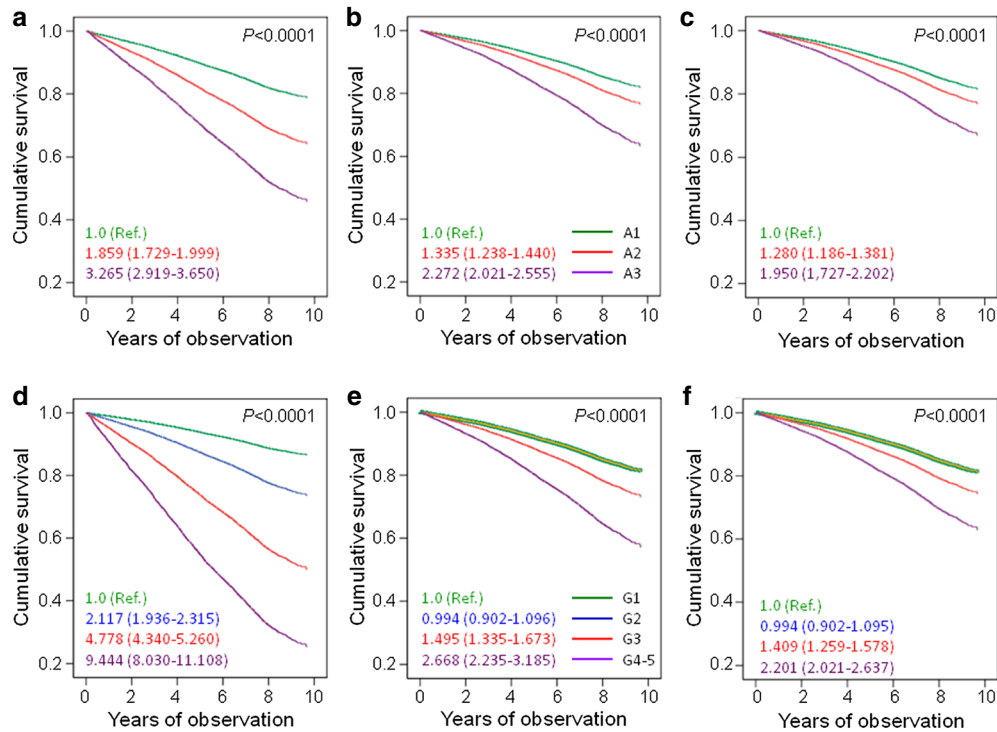 a
P<0.0001
Cumulative survival
1.0
0.8
0.6
0.4
0.2
1.0 (Ref.)
1.859 (1.729-1.999)
3.265 (2.919-3.650)
0 2 4 6 8 10
Years of observation
b
P<0.0001
Cumulative survival
1.0
0.8
0.6
0.4
0.2
1.0 (Ref.) A1
1.335 (1.238-1.440) A2
2.272 (2.021-2.555) A3
0 2 4 6 8 10
Years of observation
c
P<0.0001
Cumulative survival
1.0
0.8
0.6
0.4
0.2
1.0 (Ref.)
1.280 (1.186-1.381)
1.950 (1,727-2.202)
0 2 4 6 8 10
Years of observation
d
P<0.0001
Cumulative survival
1.0
0.8
0.6
0.4
0.2
1.0 (Ref.)
2.117 (1.936-2.315)
4.778 (4.340-5.260)
9.444 (8.030-11.108)
0 2 4 6 8 10
Years of observation
e
P<0.0001
Cumulative survival
1.0
0.8
0.6
0.4
0.2
1.0 (Ref.) G1
0.994 (0.902-1.096) G2
1.495 (1.335-1.673) G3
2.668 (2.235-3.185) G4-5
0 2 4 6 8 10
Years of observation
f
P<0.0001
Cumulative survival
1.0
0.8
0.6
0.4
0.2
1.0 (Ref.)
0.994 (0.902-1.095)
1.409 (1.259-1.578)
2.201 (2.021-2.637)
0 2 4 6 8 10
Years of observation